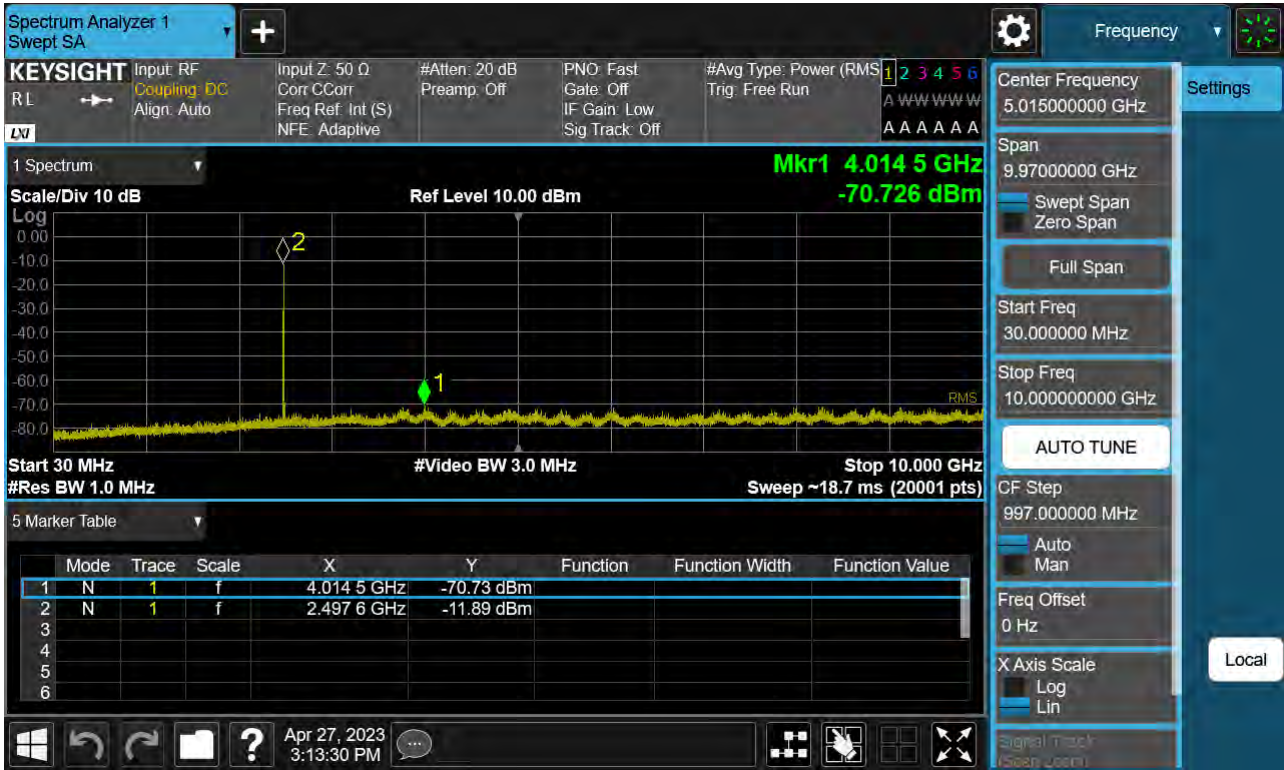 Spectrum Analyzer 1
Swept SA
Frequency
KEYSIGHT
RL
LXI
Input: RF
Coupling: DC
Align: Auto
Input Z: 50 Ω
Corr CCorr
Freq Ref: Int (S)
NFE: Adaptive
#Atten: 20 dB
Preamp: Off
PNO: Fast
Gate: Off
IF Gain: Low
Sig Track: Off
#Avg Type: Power (RMS
Trig: Free Run
1 2 3 4 5 6
A W W W W W
A A A A A A
1 Spectrum
Mkr1 4.014 5 GHz
Scale/Div 10 dB
Ref Level 10.00 dBm
-70.726 dBm
Log
0.00
-10.0
-20.0
-30.0
-40.0
-50.0
-60.0
-70.0
-80.0
2
1
RMS
Start 30 MHz
#Video BW 3.0 MHz
Stop 10.000 GHz
#Res BW 1.0 MHz
Sweep ~18.7 ms (20001 pts)
5 Marker Table
Mode Trace Scale X Y Function Function Width Function Value
1 N 1 f 4.014 5 GHz -70.73 dBm
2 N 1 f 2.497 6 GHz -11.89 dBm
3
4
5
6
?
Apr 27, 2023
3:13:30 PM
Center Frequency
5.015000000 GHz
Settings
Span
9.97000000 GHz
Swept Span
Zero Span
Full Span
Start Freq
30.000000 MHz
Stop Freq
10.000000000 GHz
AUTO TUNE
CF Step
997.000000 MHz
Auto
Man
Freq Offset
0 Hz
X Axis Scale
Log
Lin
Local
Signal Track
(Span Zoom)